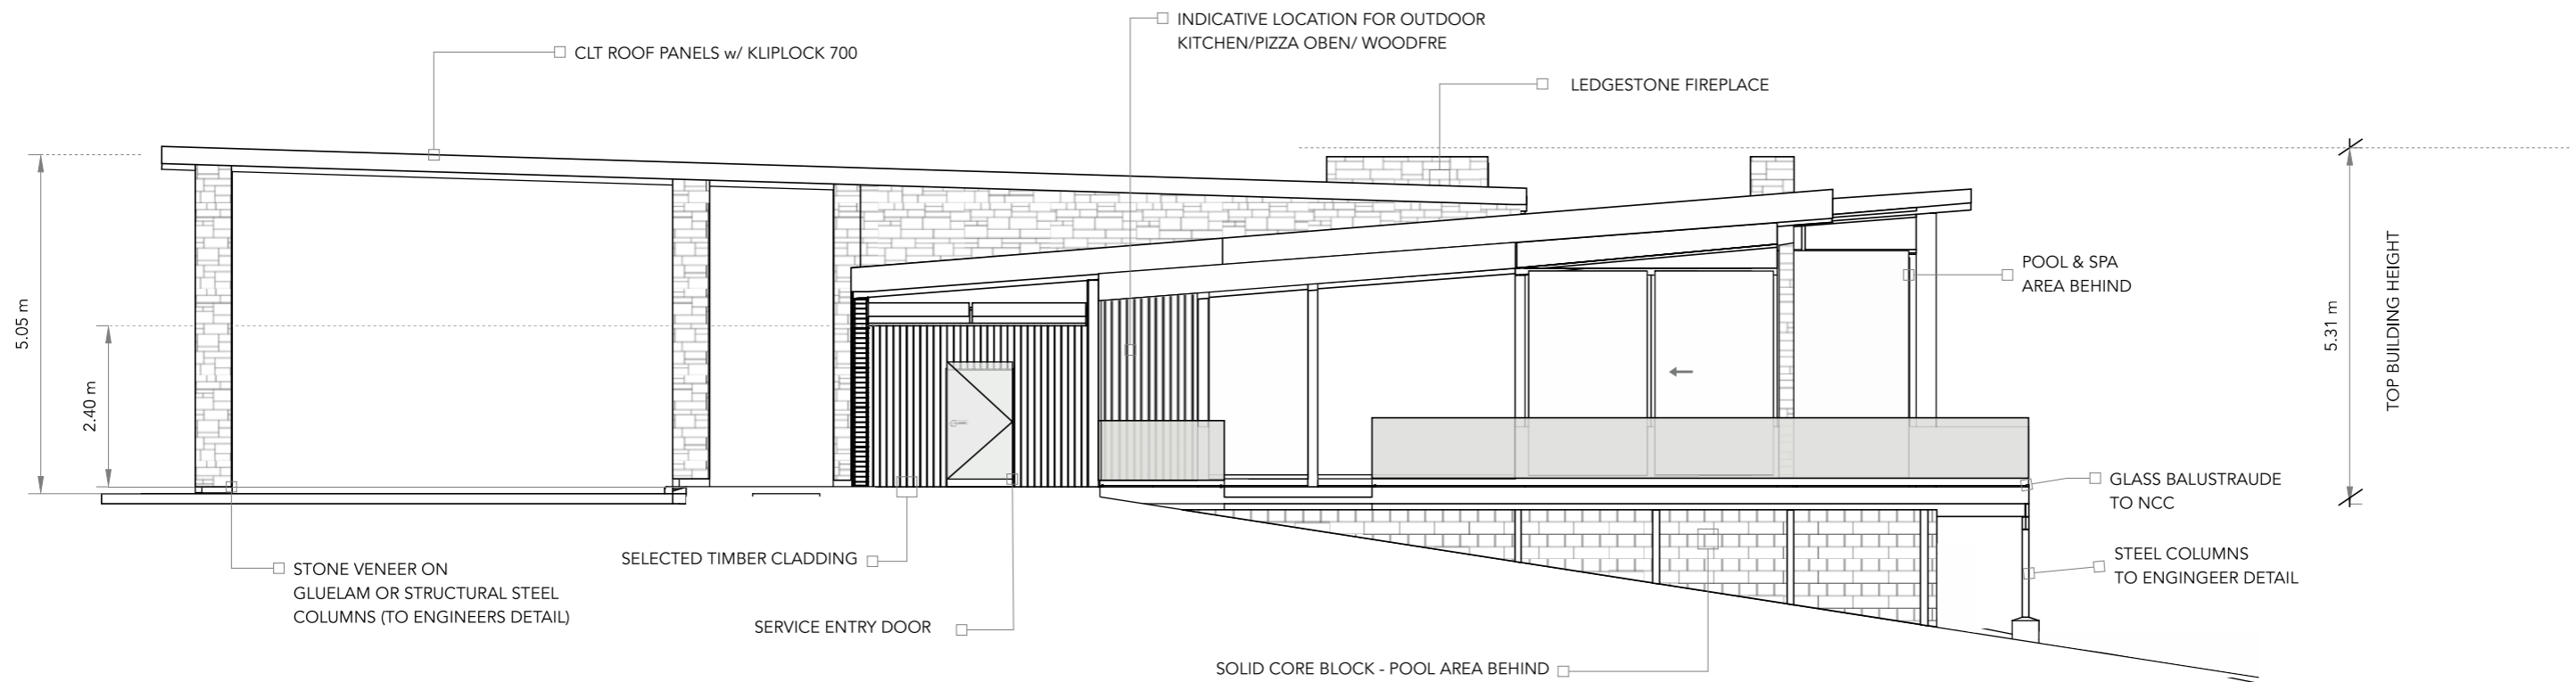 INDICATIVE LOCATION FOR OUTDOOR
KITCHEN/PIZZA OBEN/ WOODFRE
CLT ROOF PANELS w/ KLIPLOCK 700
LEDGESTONE FIREPLACE
5.05 m
2.40 m
POOL & SPA
AREA BEHIND
5.31 m
TOP BUILDING HEIGHT
GLASS BALUSTRAUDE
TO NCC
STEEL COLUMNS
TO ENGINGEER DETAIL
SELECTED TIMBER CLADDING
STONE VENEER ON
GLUELAM OR STRUCTURAL STEEL
COLUMNS (TO ENGINEERS DETAIL)
SERVICE ENTRY DOOR
SOLID CORE BLOCK - POOL AREA BEHIND